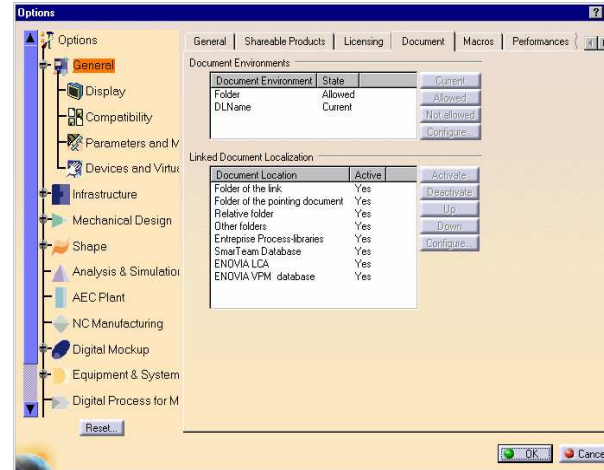 Options
?
Options
General
Display
Compatibility
Parameters and M
Devices and Virtua
Infrastructure
Mechanical Design
Shape
Analysis & Simulation
AEC Plant
NC Manufacturing
Digital Mockup
Equipment & System
Digital Process for M
Reset...
General Shareable Products Licensing Document Macros Performances
Document Environments
Document Environment State
Folder Allowed
DLName Current
Current
Allowed
Not allowed
Configure...
Linked Document Localization
Document Location Active
Folder of the link Yes
Folder of the pointing document Yes
Relative folder Yes
Other folders Yes
Entreprise Process-libraries Yes
SmarTeam Database Yes
ENOVIA LCA Yes
ENOVIA VPM database Yes
Activate
Deactivate
Up
Down
Configure...
OK Cance